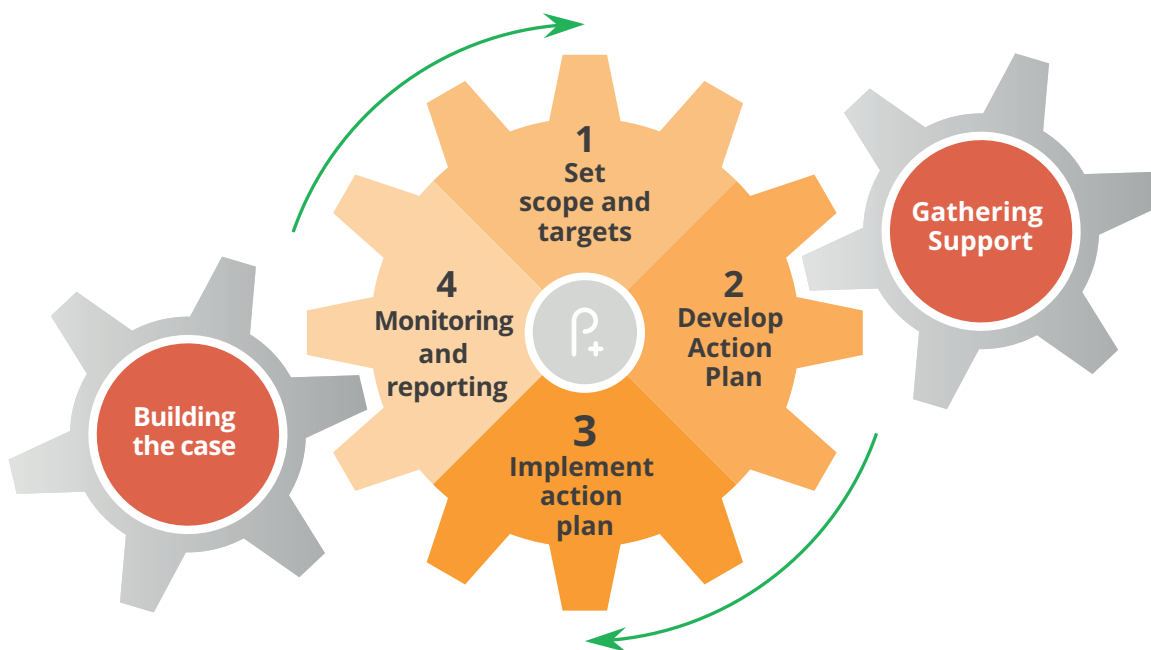 1
Set
scope and
targets
2
Develop
Action
Plan
3
Implement
action
plan
4
Monitoring
and
reporting
Building
the case
Gathering
Support